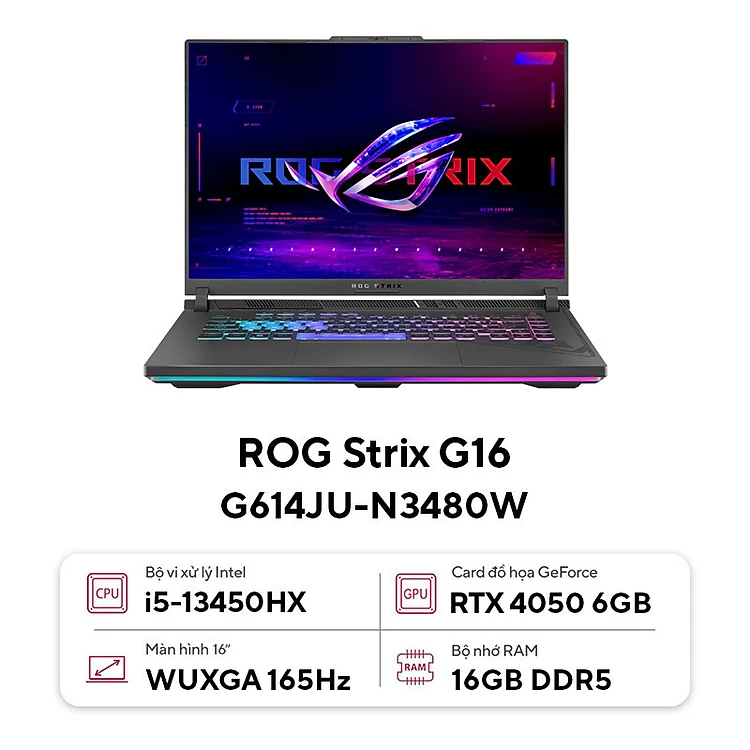 ROG STRIX
ROG STRIX
ROG Strix G16
G614JU-N3480W
CPU
Bộ vi xử lý Intel
i5-13450HX
GPU
Card đồ họa GeForce
RTX 4050 6GB
Màn hình 16”
WUXGA 165Hz
RAM
Bộ nhớ RAM
16GB DDR5